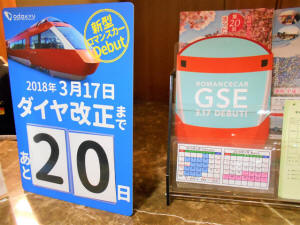 odakyu
新型
ロマンスカー
Debut
2018年3月17日
ダイヤ改正まで
あと
20
日
ROMANCECAR
GSE
3.17 DEBUT!